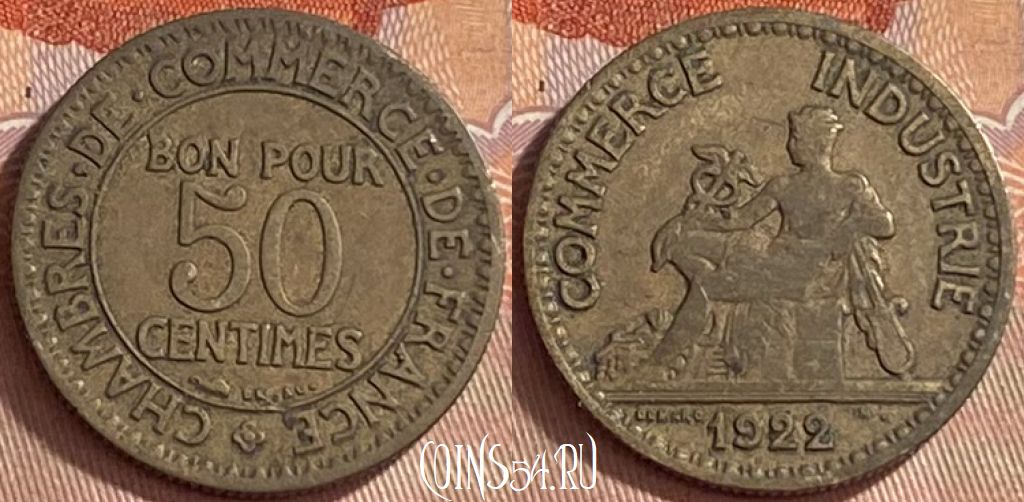 CHAMBRES·DE·COMMERCE·DE·FRANCE
BON POUR
50
CENTIMES
COMMERCE INDUSTRIE
1922
COINS54.RU